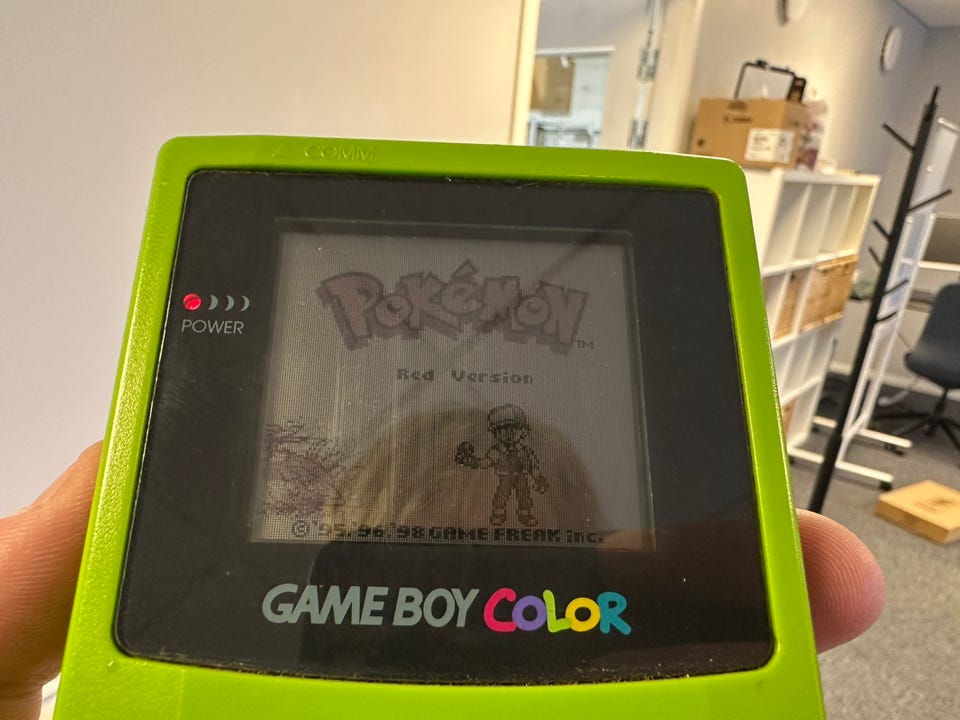 COMM.
POWER
POKéMON
TM
Red Version
©'95.'96.'98 GAME FREAK inc.
GAME BOY COLOR